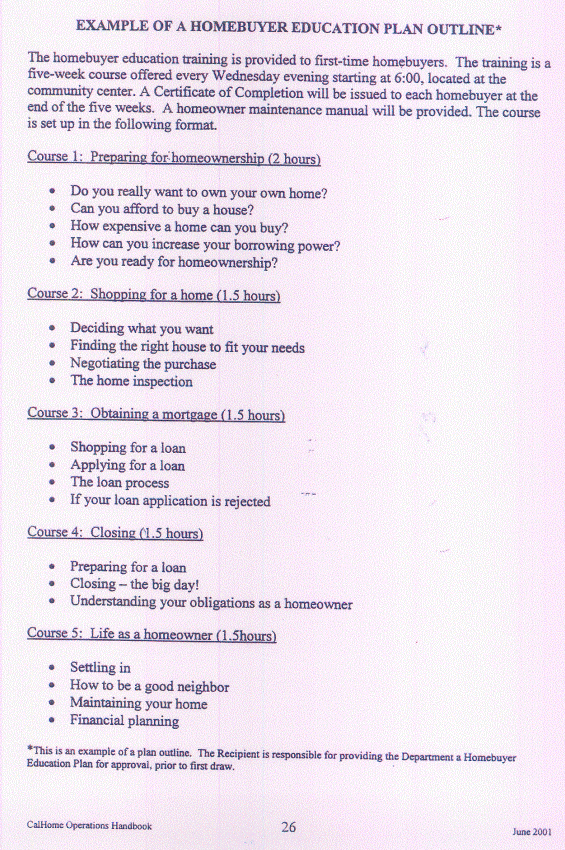 EXAMPLE OF A HOMEBUYER EDUCATION PLAN OUTLINE*
The homebuyer education training is provided to first-time homebuyers. The training is a
five-week course offered every Wednesday evening starting at 6:00, located at the
community center. A Certificate of Completion will be issued to each homebuyer at the
end of the five weeks. A homeowner maintenance manual will be provided. The course
is set up in the following format.
Course 1: Preparing for homeownership (2 hours)
• Do you really want to own your own home?
• Can you afford to buy a house?
• How expensive a home can you buy?
• How can you increase your borrowing power?
• Are you ready for homeownership?
Course 2: Shopping for a home (1.5 hours)
• Deciding what you want
• Finding the right house to fit your needs
• Negotiating the purchase
• The home inspection
Course 3: Obtaining a mortgage (1.5 hours)
• Shopping for a loan
• Applying for a loan
• The loan process
• If your loan application is rejected
Course 4: Closing (1.5 hours)
• Preparing for a loan
• Closing – the big day!
• Understanding your obligations as a homeowner
Course 5: Life as a homeowner (1.5hours)
• Settling in
• How to be a good neighbor
• Maintaining your home
• Financial planning
*This is an example of a plan outline. The Recipient is responsible for providing the Department a Homebuyer
Education Plan for approval, prior to first draw.
CalHome Operations Handbook
26
June 2001